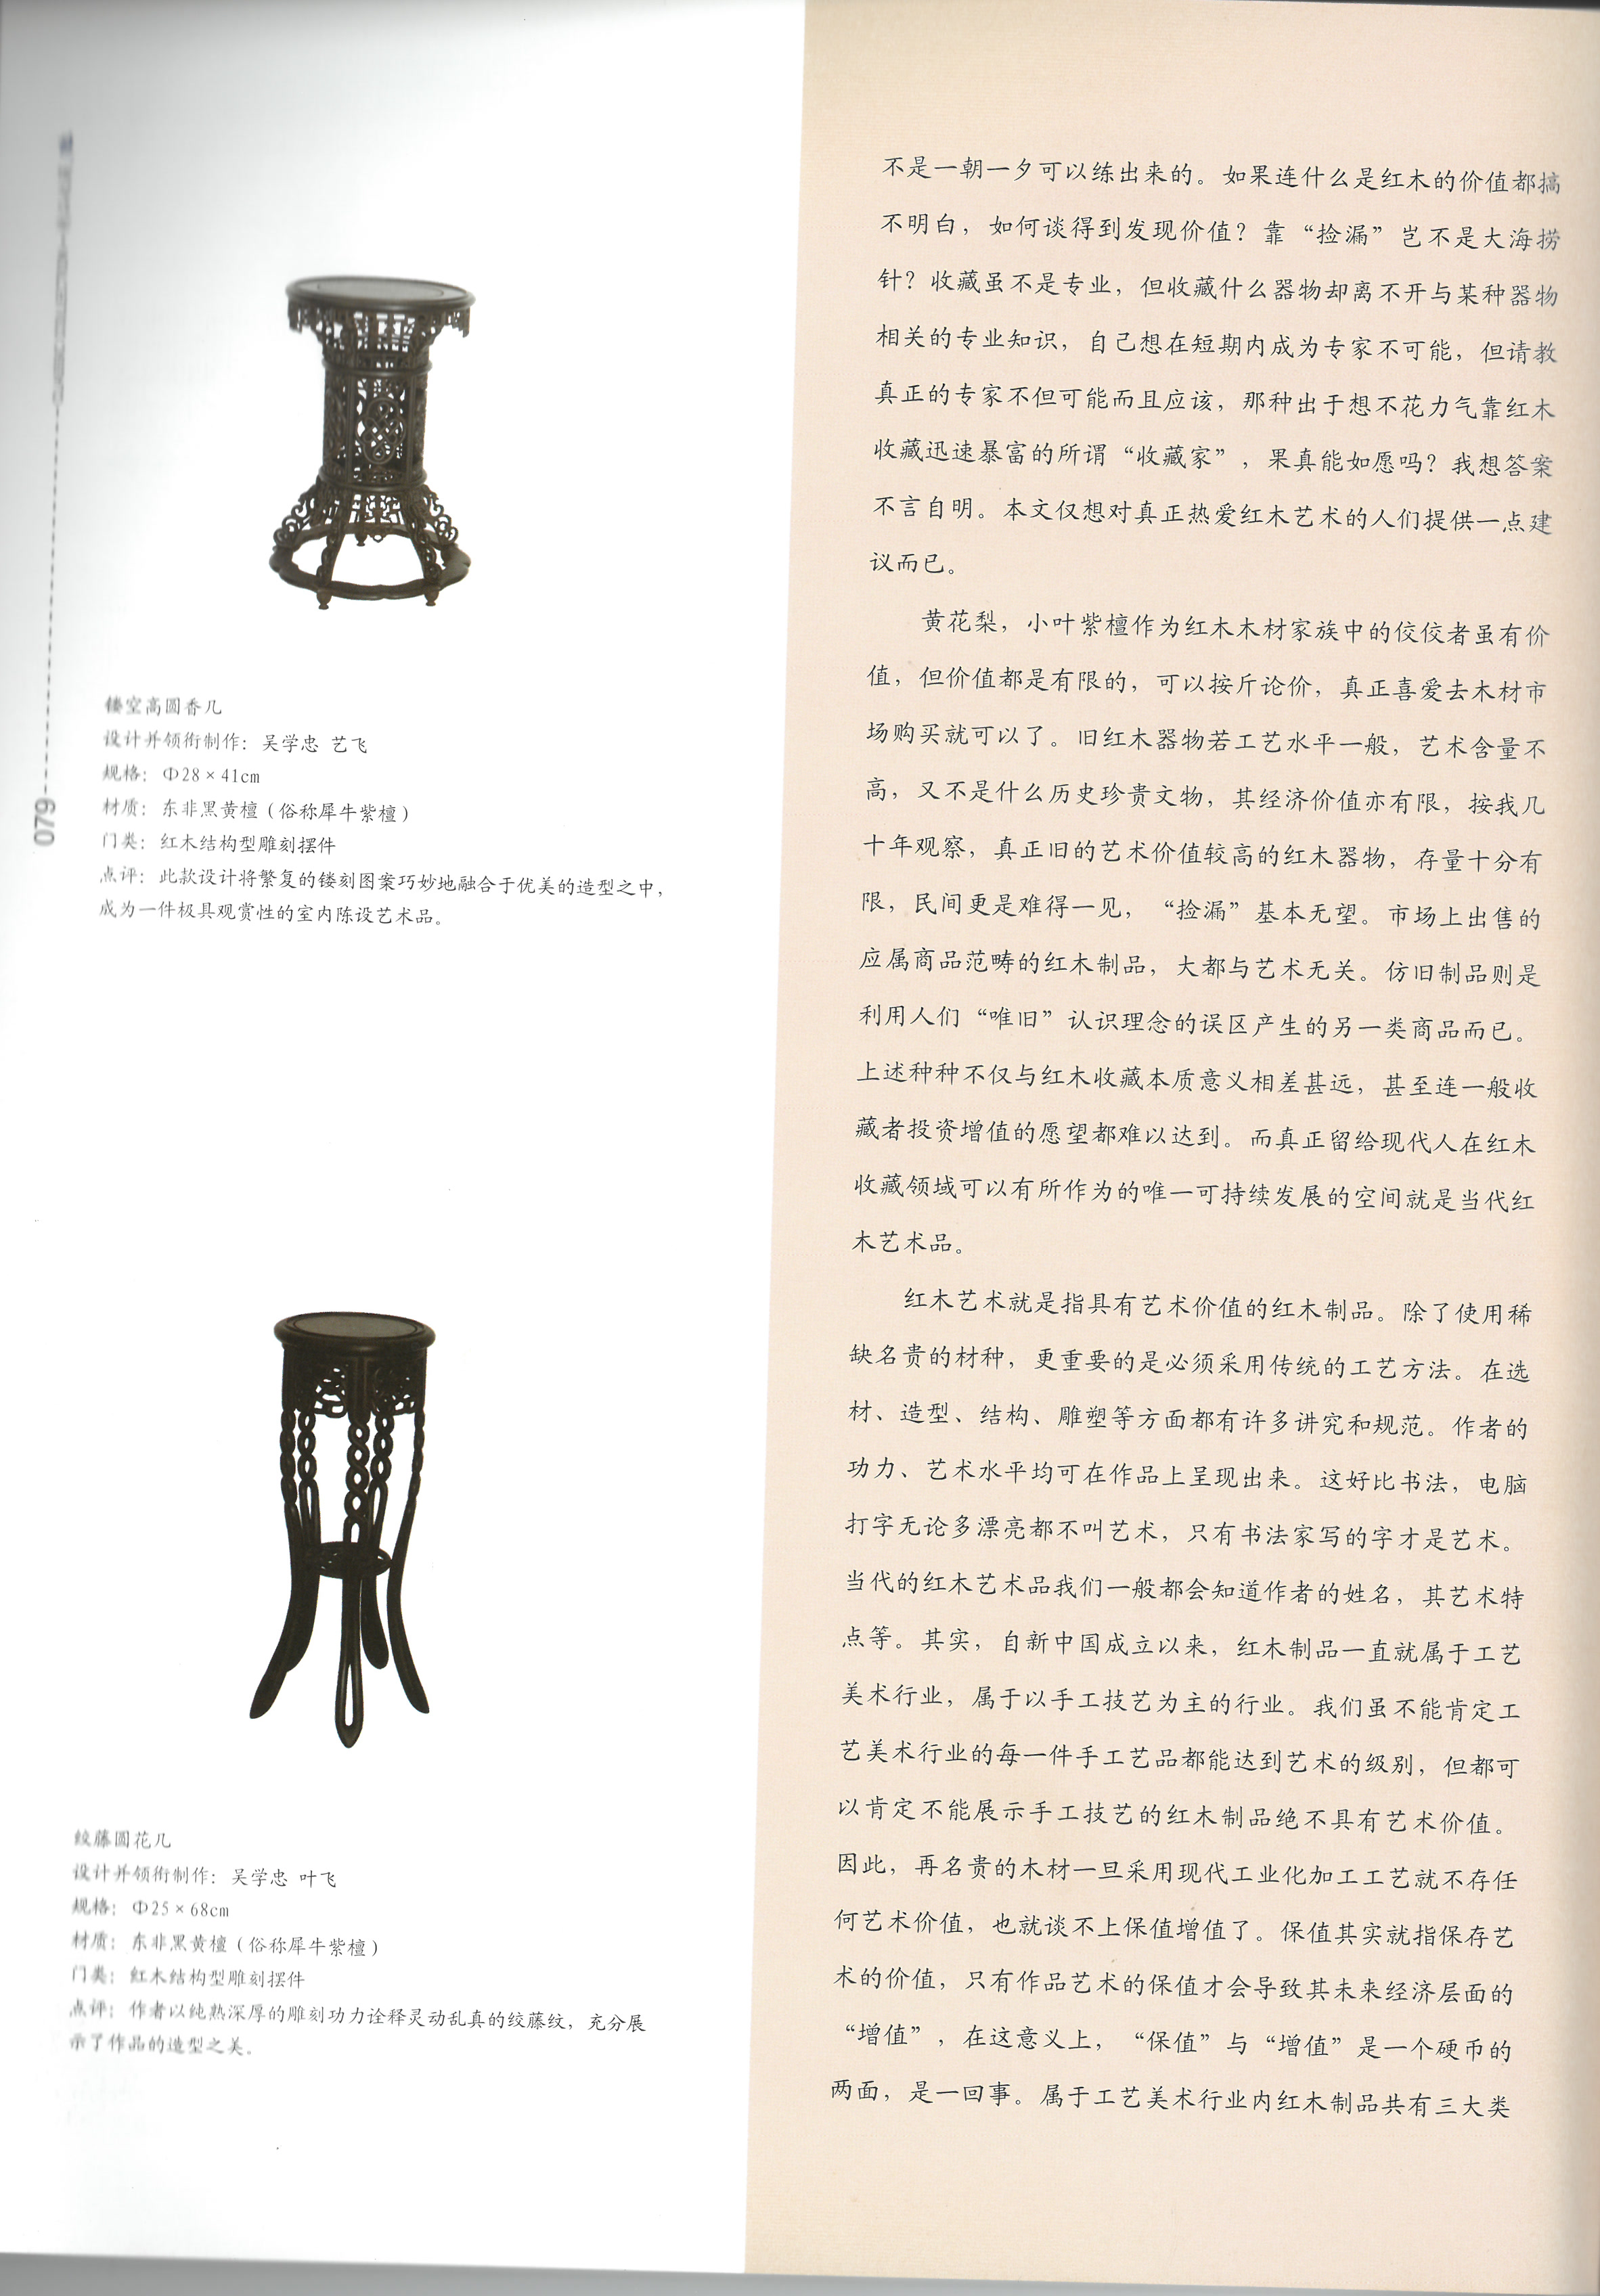 079
镂空高圆香几
设计并领衔制作：吴学忠 艺飞
规格：Φ28×41cm
材质：东非黑黄檀（俗称犀牛紫檀）
门类：红木结构型雕刻摆件
点评：此款设计将繁复的镂刻图案巧妙地融合于优美的造型之中，
成为一件极具观赏性的室内陈设艺术品。
绞藤圆花几
设计并领衔制作：吴学忠 叶飞
规格：Φ25×68cm
材质：东非黑黄檀（俗称犀牛紫檀）
门类：红木结构型雕刻摆件
点评：作者以纯熟深厚的雕刻功力诠释灵动乱真的绞藤纹，充分展
示了作品的造型之美。
不是一朝一夕可以练出来的。如果连什么是红木的价值都搞
不明白，如何谈得到发现价值？靠“捡漏”岂不是大海捞
针？收藏虽不是专业，但收藏什么器物却离不开与某种器物
相关的专业知识，自己想在短期内成为专家不可能，但请教
真正的专家不但可能而且应该，那种出于想不花力气靠红木
收藏迅速暴富的所谓“收藏家”，果真能如愿吗？我想答案
不言自明。本文仅想对真正热爱红木艺术的人们提供一点建
议而已。
黄花梨，小叶紫檀作为红木木材家族中的佼佼者虽有价
值，但价值都是有限的，可以按斤论价，真正喜爱去木材市
场购买就可以了。旧红木器物若工艺水平一般，艺术含量不
高，又不是什么历史珍贵文物，其经济价值亦有限，按我几
十年观察，真正旧的艺术价值较高的红木器物，存量十分有
限，民间更是难得一见，“捡漏”基本无望。市场上出售的
应属商品范畴的红木制品，大都与艺术无关。仿旧制品则是
利用人们“唯旧”认识理念的误区产生的另一类商品而已。
上述种种不仅与红木收藏本质意义相差甚远，甚至连一般收
藏者投资增值的愿望都难以达到。而真正留给现代人在红木
收藏领域可以有所作为的唯一可持续发展的空间就是当代红
木艺术品。
红木艺术就是指具有艺术价值的红木制品。除了使用稀
缺名贵的材种，更重要的是必须采用传统的工艺方法。在选
材、造型、结构、雕塑等方面都有许多讲究和规范。作者的
功力、艺术水平均可在作品上呈现出来。这好比书法，电脑
打字无论多漂亮都不叫艺术，只有书法家写的字才是艺术。
当代的红木艺术品我们一般都会知道作者的姓名，其艺术特
点等。其实，自新中国成立以来，红木制品一直就属于工艺
美术行业，属于以手工技艺为主的行业。我们虽不能肯定工
艺美术行业的每一件手工艺品都能达到艺术的级别，但都可
以肯定不能展示手工技艺的红木制品绝不具有艺术价值。
因此，再名贵的木材一旦采用现代工业化加工工艺就不存任
何艺术价值，也就谈不上保值增值了。保值其实就指保存艺
术的价值，只有作品艺术的保值才会导致其未来经济层面的
“增值”，在这意义上，“保值”与“增值”是一个硬币的
两面，是一回事。属于工艺美术行业内红木制品共有三大类